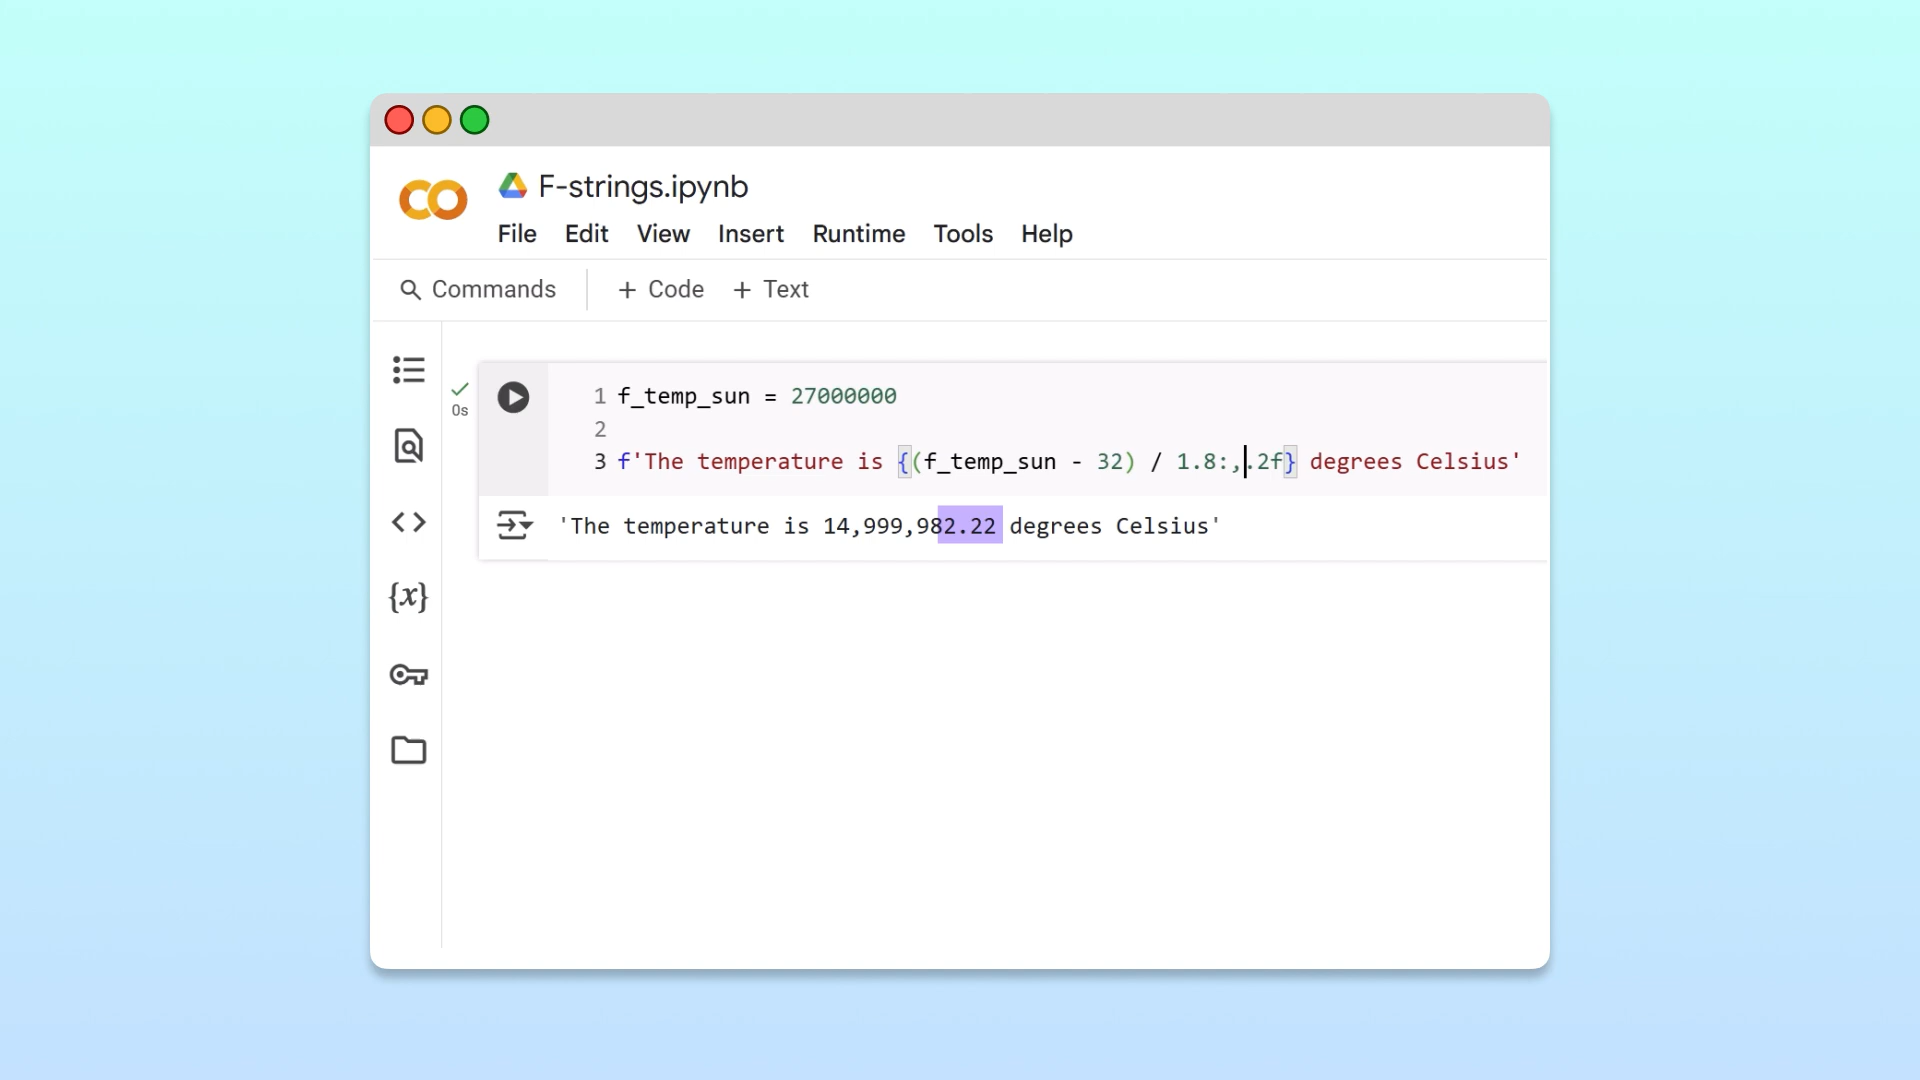 F-strings.ipynb
File Edit View Insert Runtime Tools Help
Commands + Code + Text
0s
1 f_temp_sun = 27000000
2
3 f'The temperature is {(f_temp_sun - 32) / 1.8:,.2f} degrees Celsius'
'The temperature is 14,999,982.22 degrees Celsius'
{x}